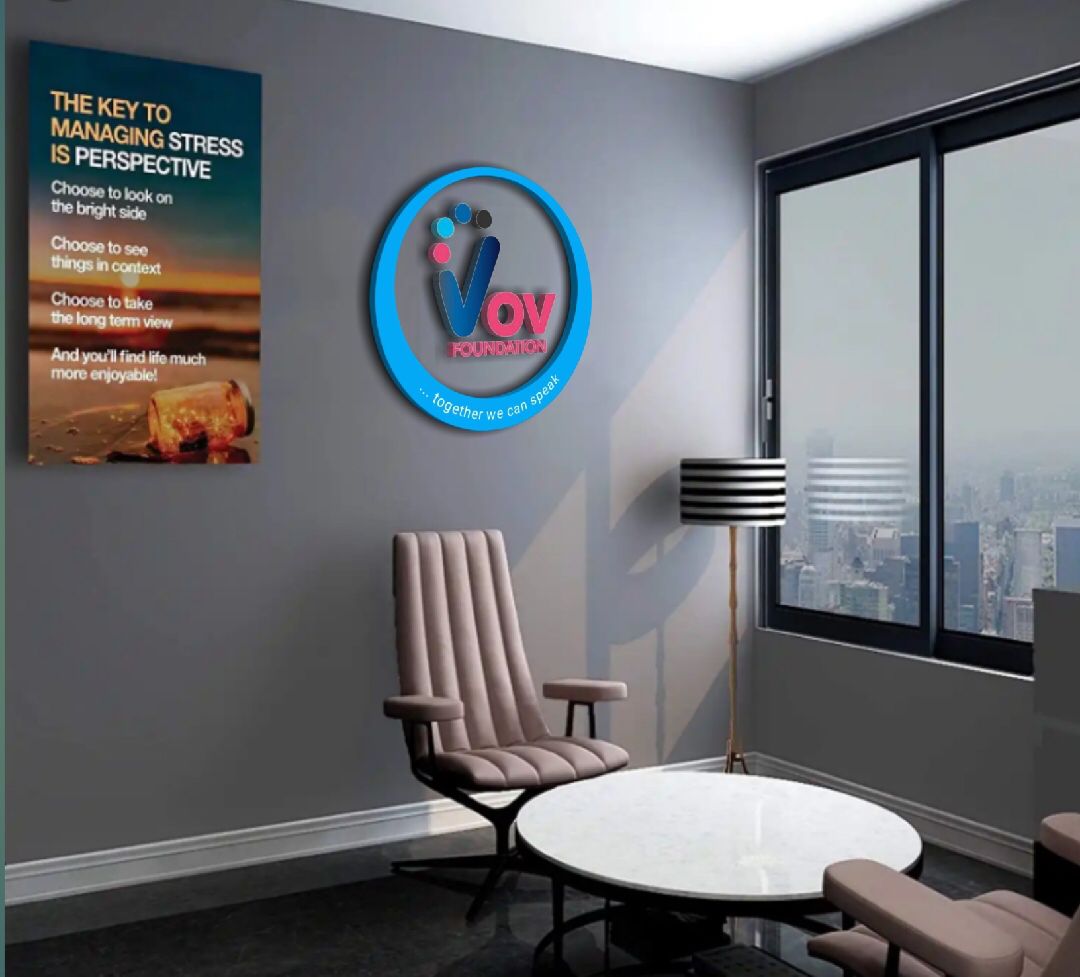 THE KEY TO
MANAGING STRESS
IS PERSPECTIVE
Choose to look on
the bright side
Choose to see
things in context
Choose to take
the long term view
And you'll find life much
more enjoyable!
VOV
FOUNDATION
... together we can speak